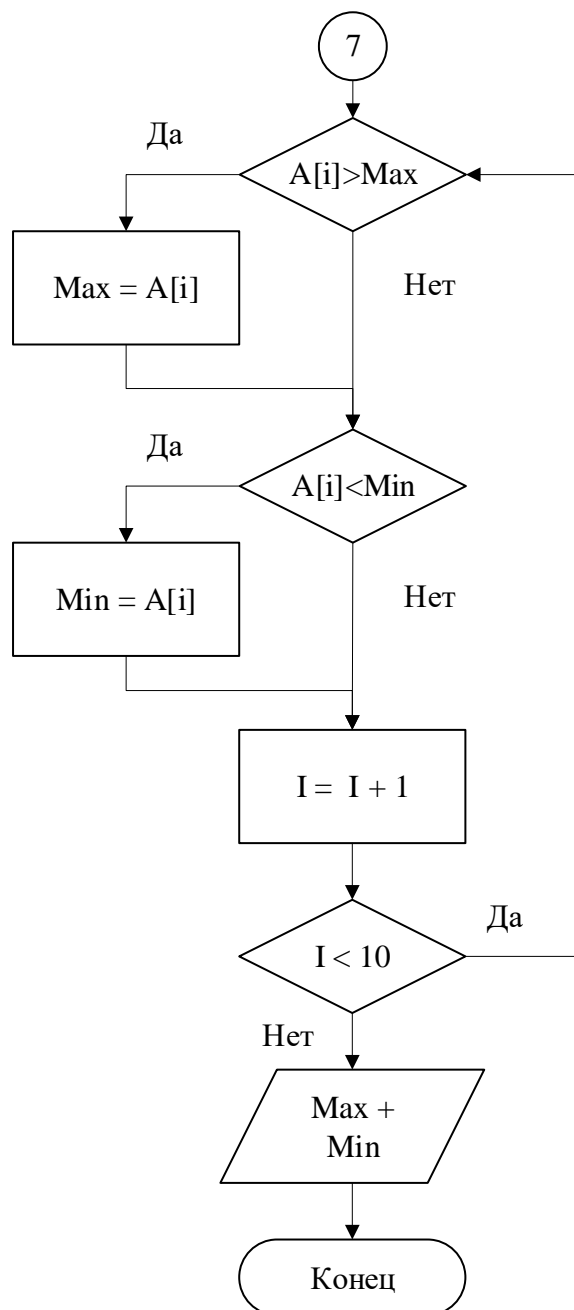 7
Да
A[i]>Max
Max = A[i]
Нет
Да
A[i]<Min
Min = A[i]
Нет
I = I + 1
Да
I < 10
Нет
Max +
Min
Конец